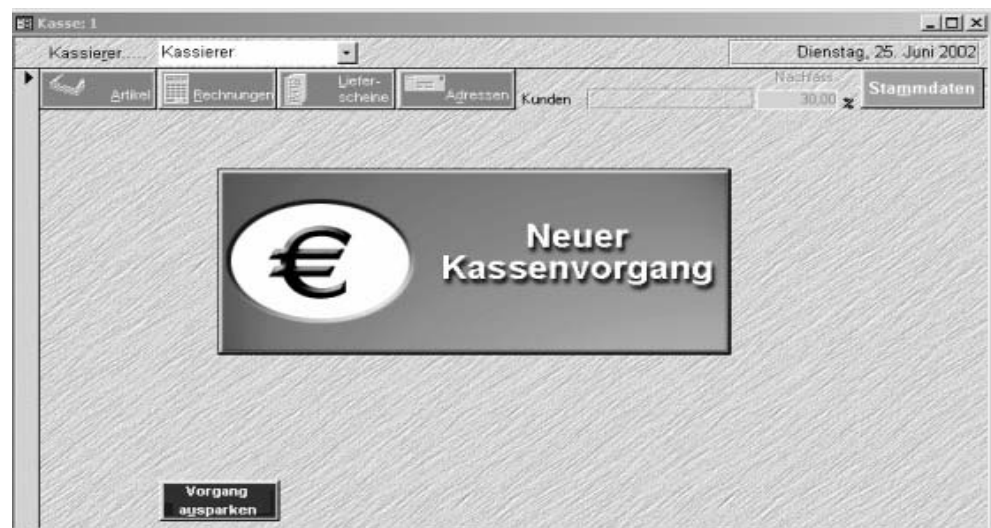 Kasse: 1
Kassierer..... Kassierer
Dienstag, 25. Juni 2002
Artikel
Rechnungen
Liefer-
scheine
Adressen
Kunden
Nachlass
30,00 %
Stammdaten
€
Neuer
Kassenvorgang
Vorgang
ausparken